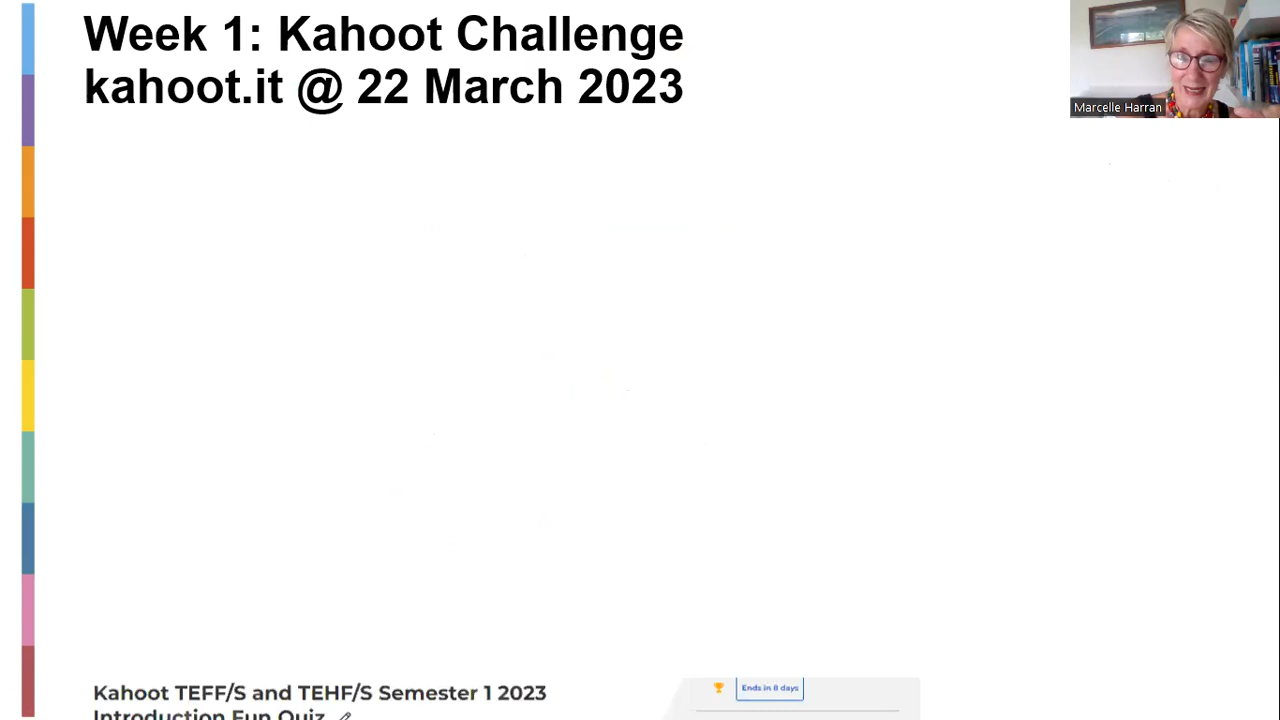 Week 1: Kahoot Challenge
kahoot.it @ 22 March 2023
Marcelle Harran
Kahoot TEFF/S and TEHF/S Semester 1 2023
Introduction Fun Quiz
Ends in 8 days